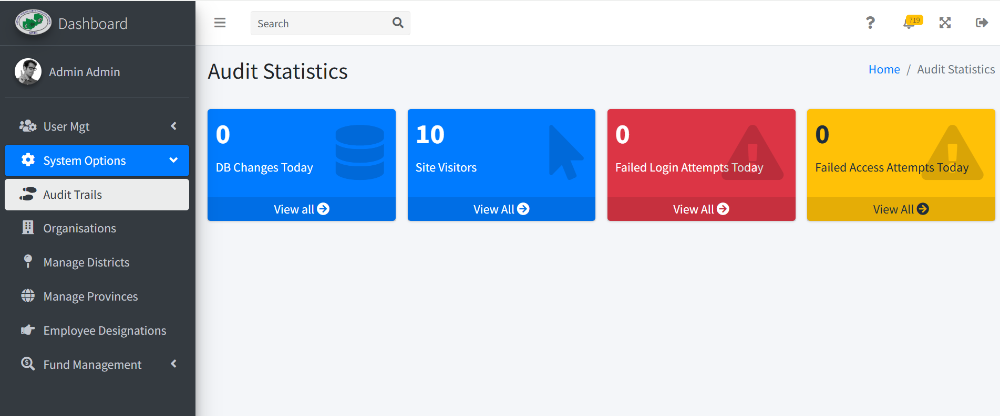 NSTC
Dashboard
Search
719
Admin Admin
Audit Statistics
Home / Audit Statistics
User Mgt
System Options
Audit Trails
Organisations
Manage Districts
Manage Provinces
Employee Designations
Fund Management
0
DB Changes Today
View all
10
Site Visitors
View All
0
Failed Login Attempts Today
View All
0
Failed Access Attempts Today
View All